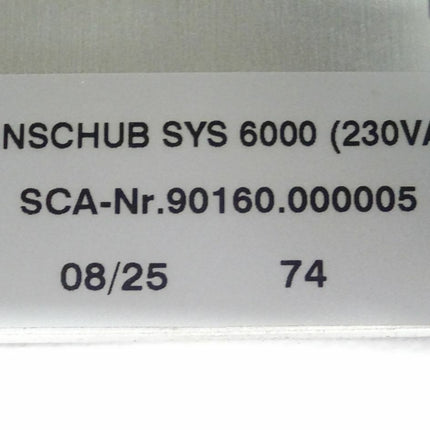 NSCHUB SYS 6000 (230VA
SCA-Nr.90160.000005
08/25 74